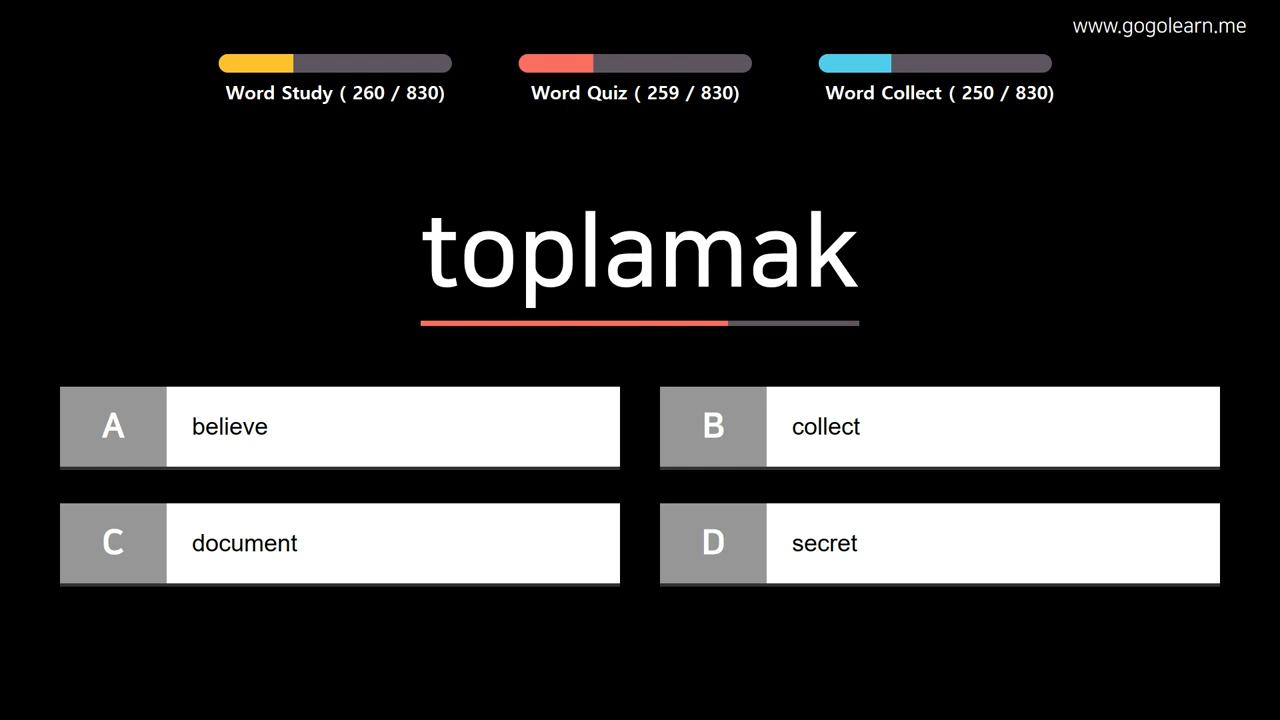 www.gogolearn.me
Word Study ( 260 / 830)
Word Quiz ( 259 / 830)
Word Collect ( 250 / 830)
toplamak
A believe
B collect
C document
D secret